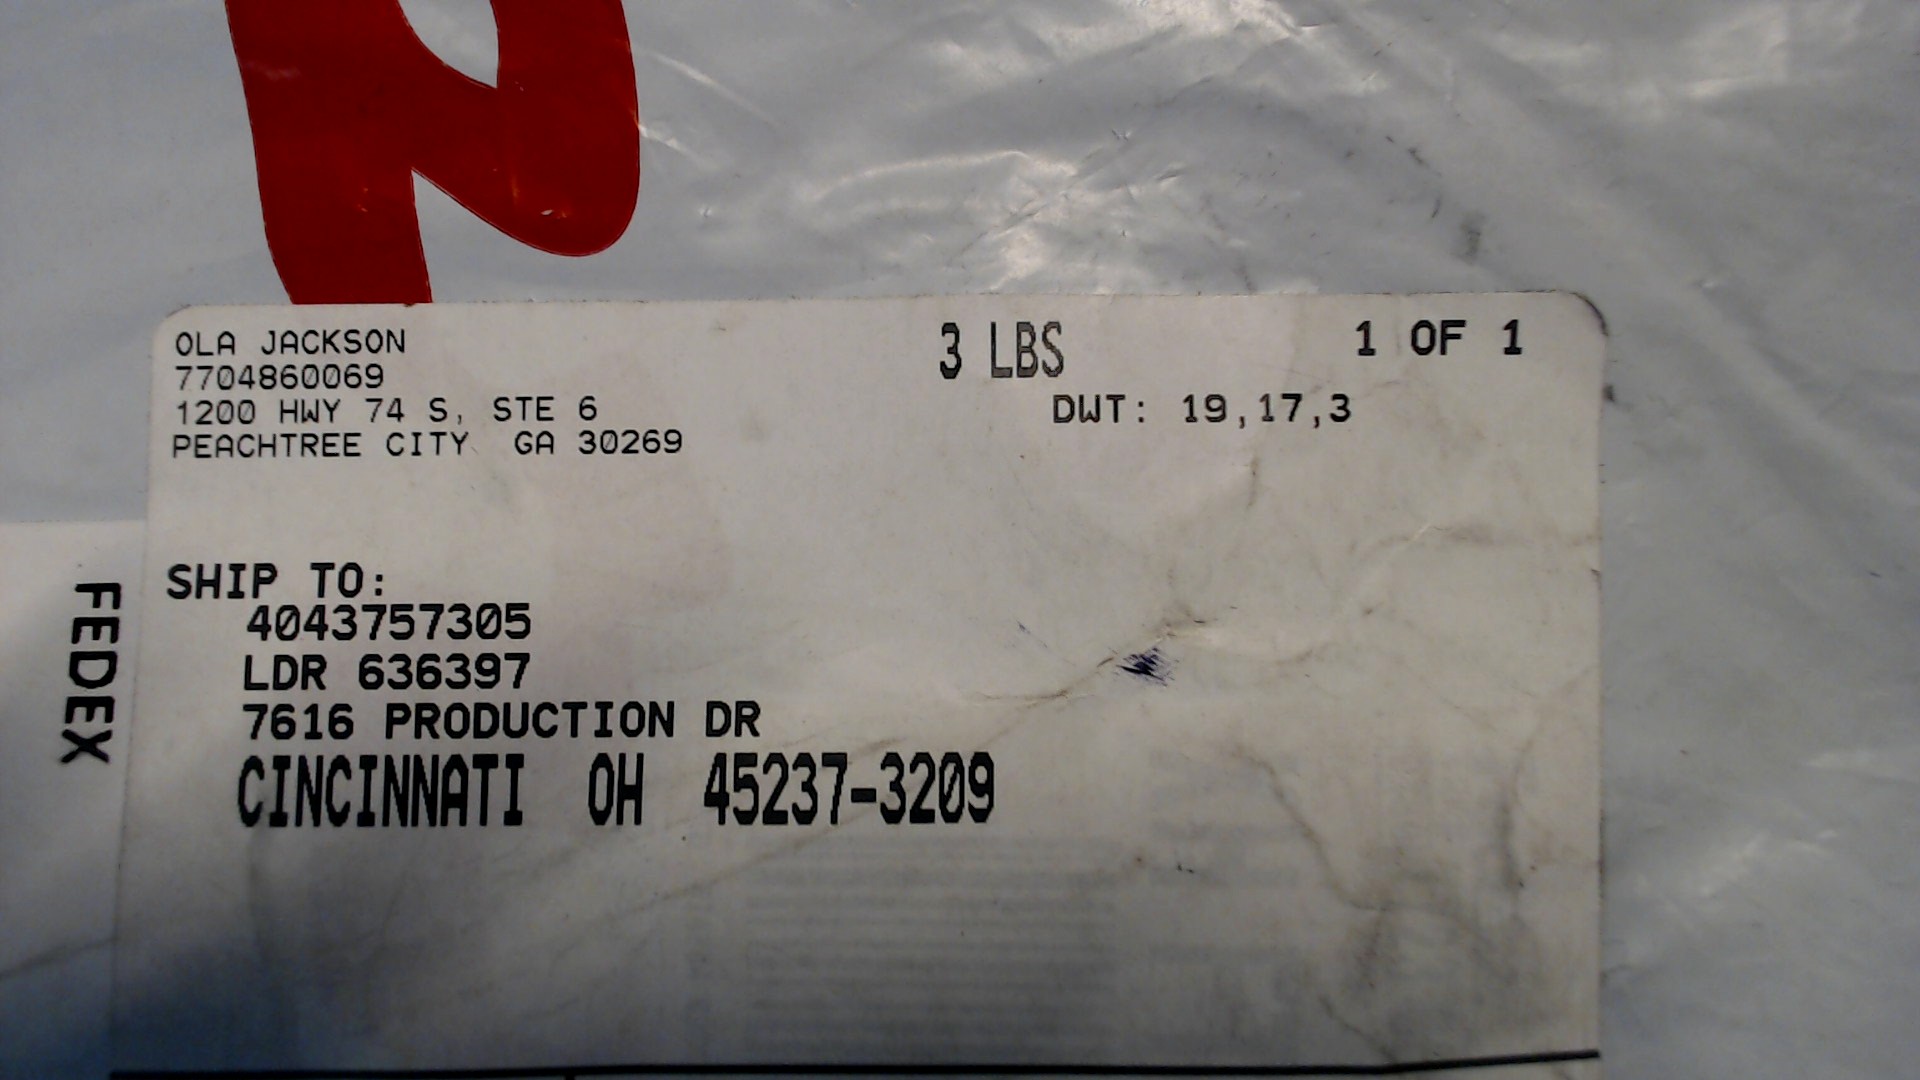 OLA JACKSON
7704860069
1200 HWY 74 S, STE 6
PEACHTREE CITY GA 30269
3 LBS
1 OF 1
DWT: 19,17,3
SHIP TO:
4043757305
LDR 636397
7616 PRODUCTION DR
CINCINNATI OH 45237-3209
FEDEX